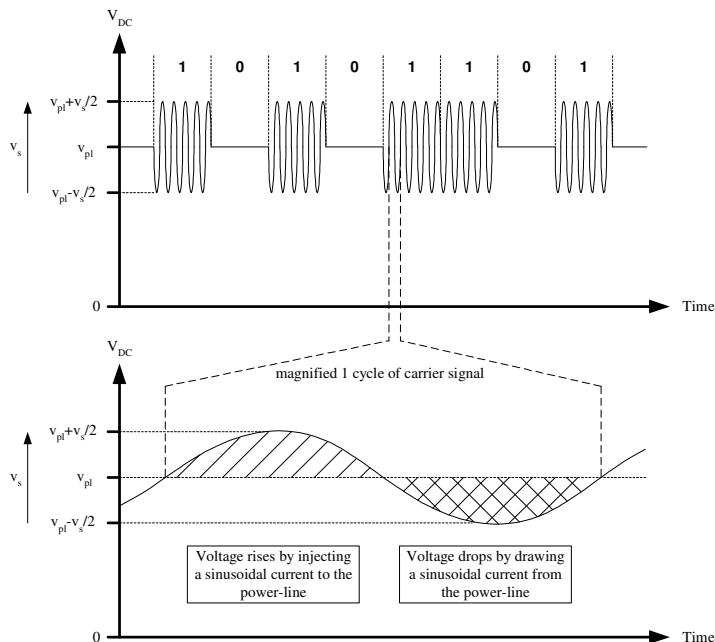 V_DC
1 0 1 0 1 1 0 1
v_pl+v_s/2
v_s
v_pl
v_pl-v_s/2
0
Time
V_DC
magnified 1 cycle of carrier signal
v_pl+v_s/2
v_s
v_pl
v_pl-v_s/2
Voltage rises by injecting
a sinusoidal current to the
power-line
Voltage drops by drawing
a sinusoidal current from
the power-line
0
Time